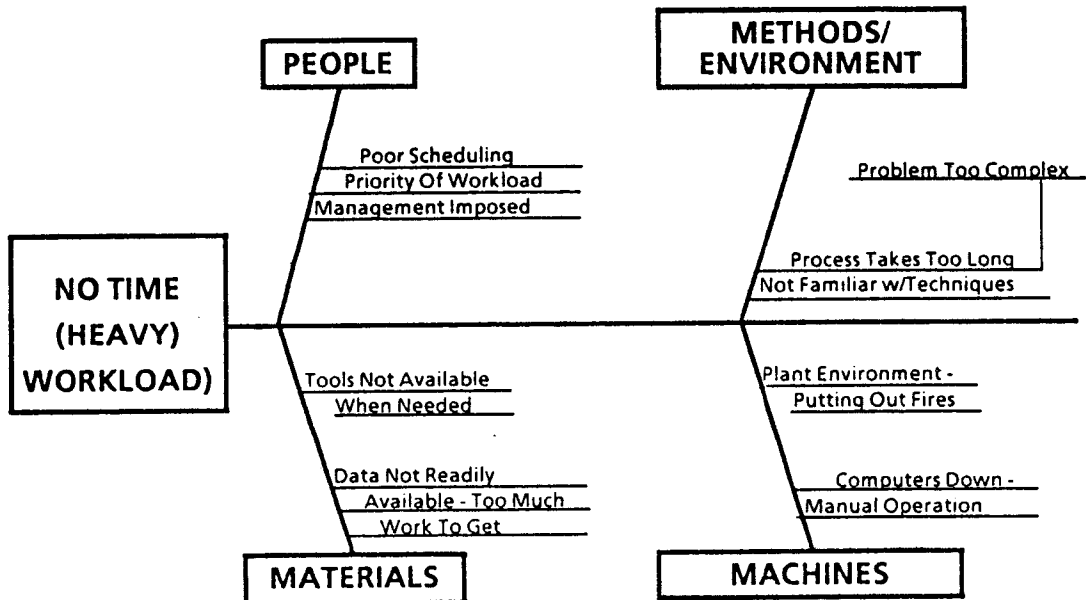 PEOPLE
METHODS/
ENVIRONMENT
Poor Scheduling
Priority Of Workload
Management Imposed
Problem Too Complex
Process Takes Too Long
Not Familiar w/Techniques
NO TIME
(HEAVY)
WORKLOAD)
Tools Not Available
When Needed
Data Not Readily
Available - Too Much
Work To Get
Plant Environment -
Putting Out Fires
Computers Down -
Manual Operation
MATERIALS
MACHINES